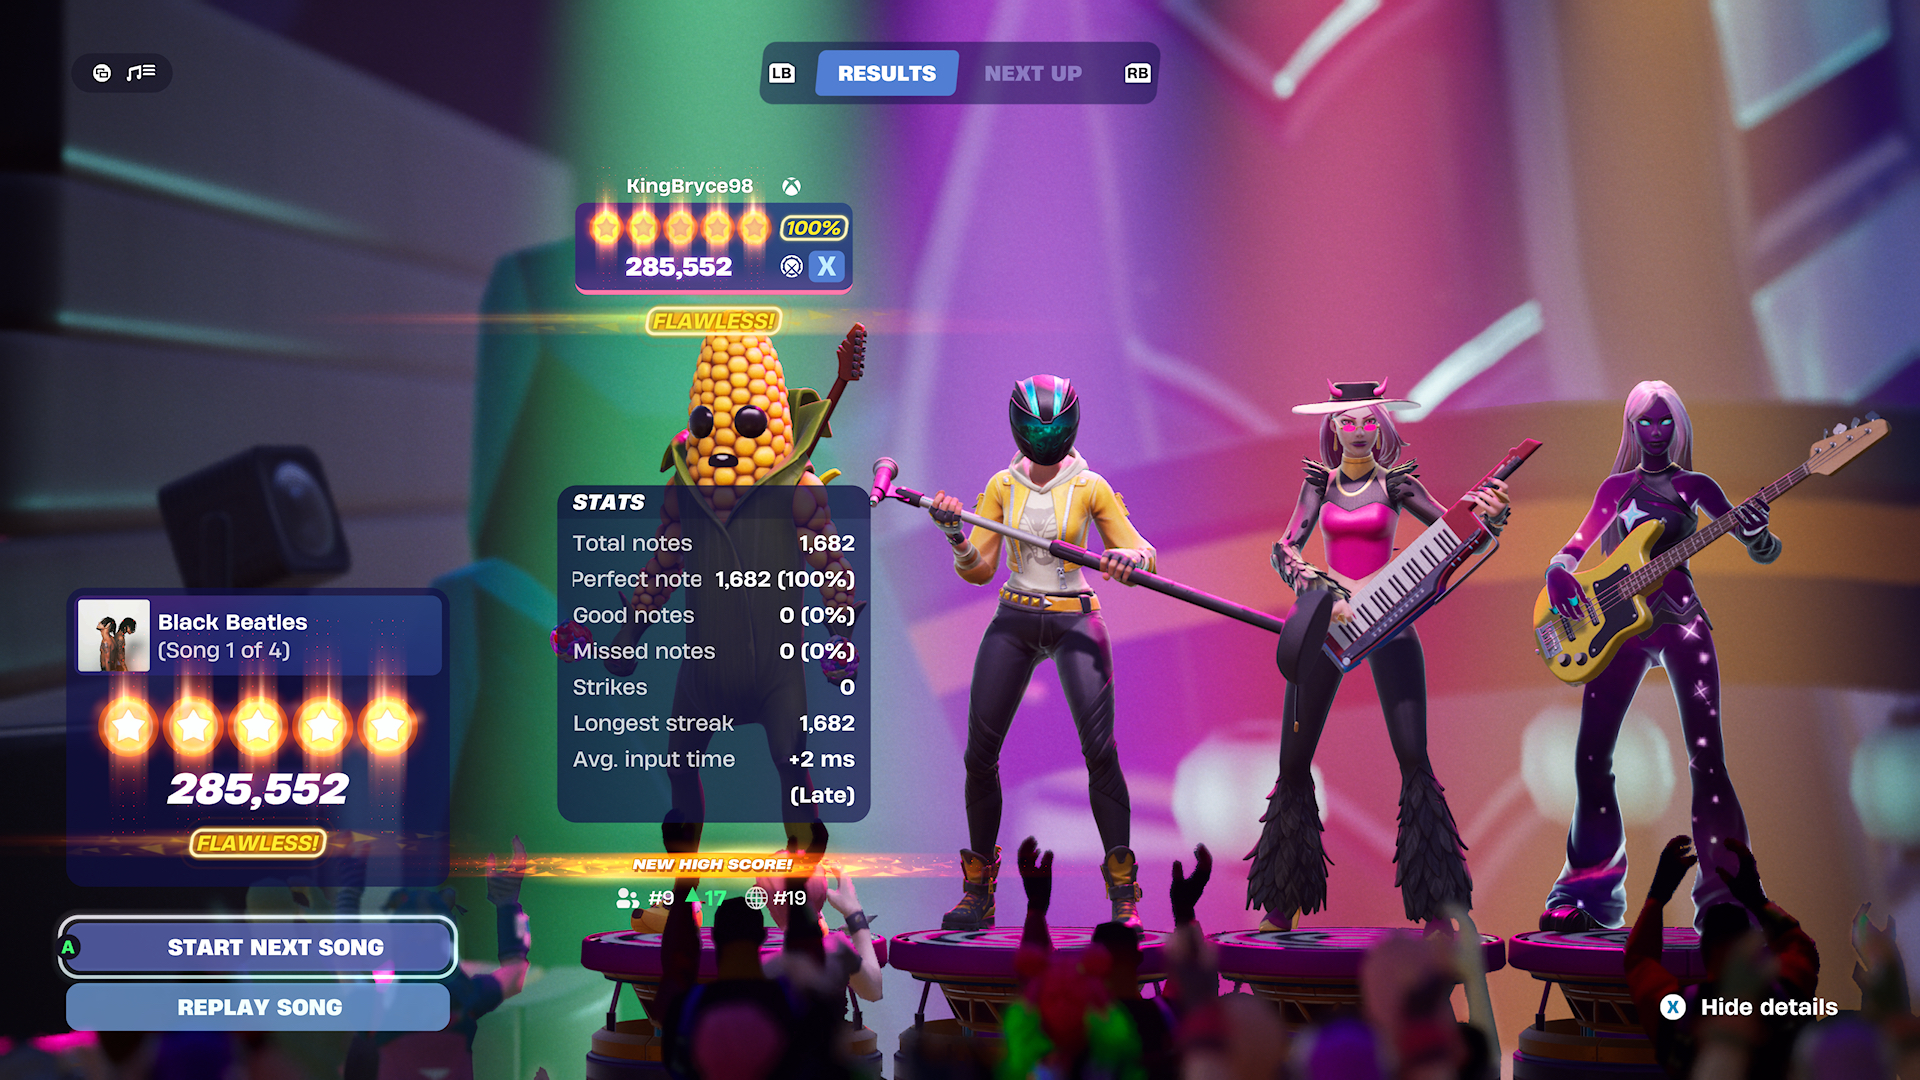 LB
RESULTS
NEXT UP
RB
KingBryce98
100%
285,552
X
FLAWLESS!
STATS
Total notes 1,682
Perfect note 1,682 (100%)
Good notes 0 (0%)
Missed notes 0 (0%)
Strikes 0
Longest streak 1,682
Avg. input time +2 ms
(Late)
NEW HIGH SCORE!
#9 ▲17 #19
Black Beatles
(Song 1 of 4)
285,552
FLAWLESS!
A START NEXT SONG
REPLAY SONG
X Hide details